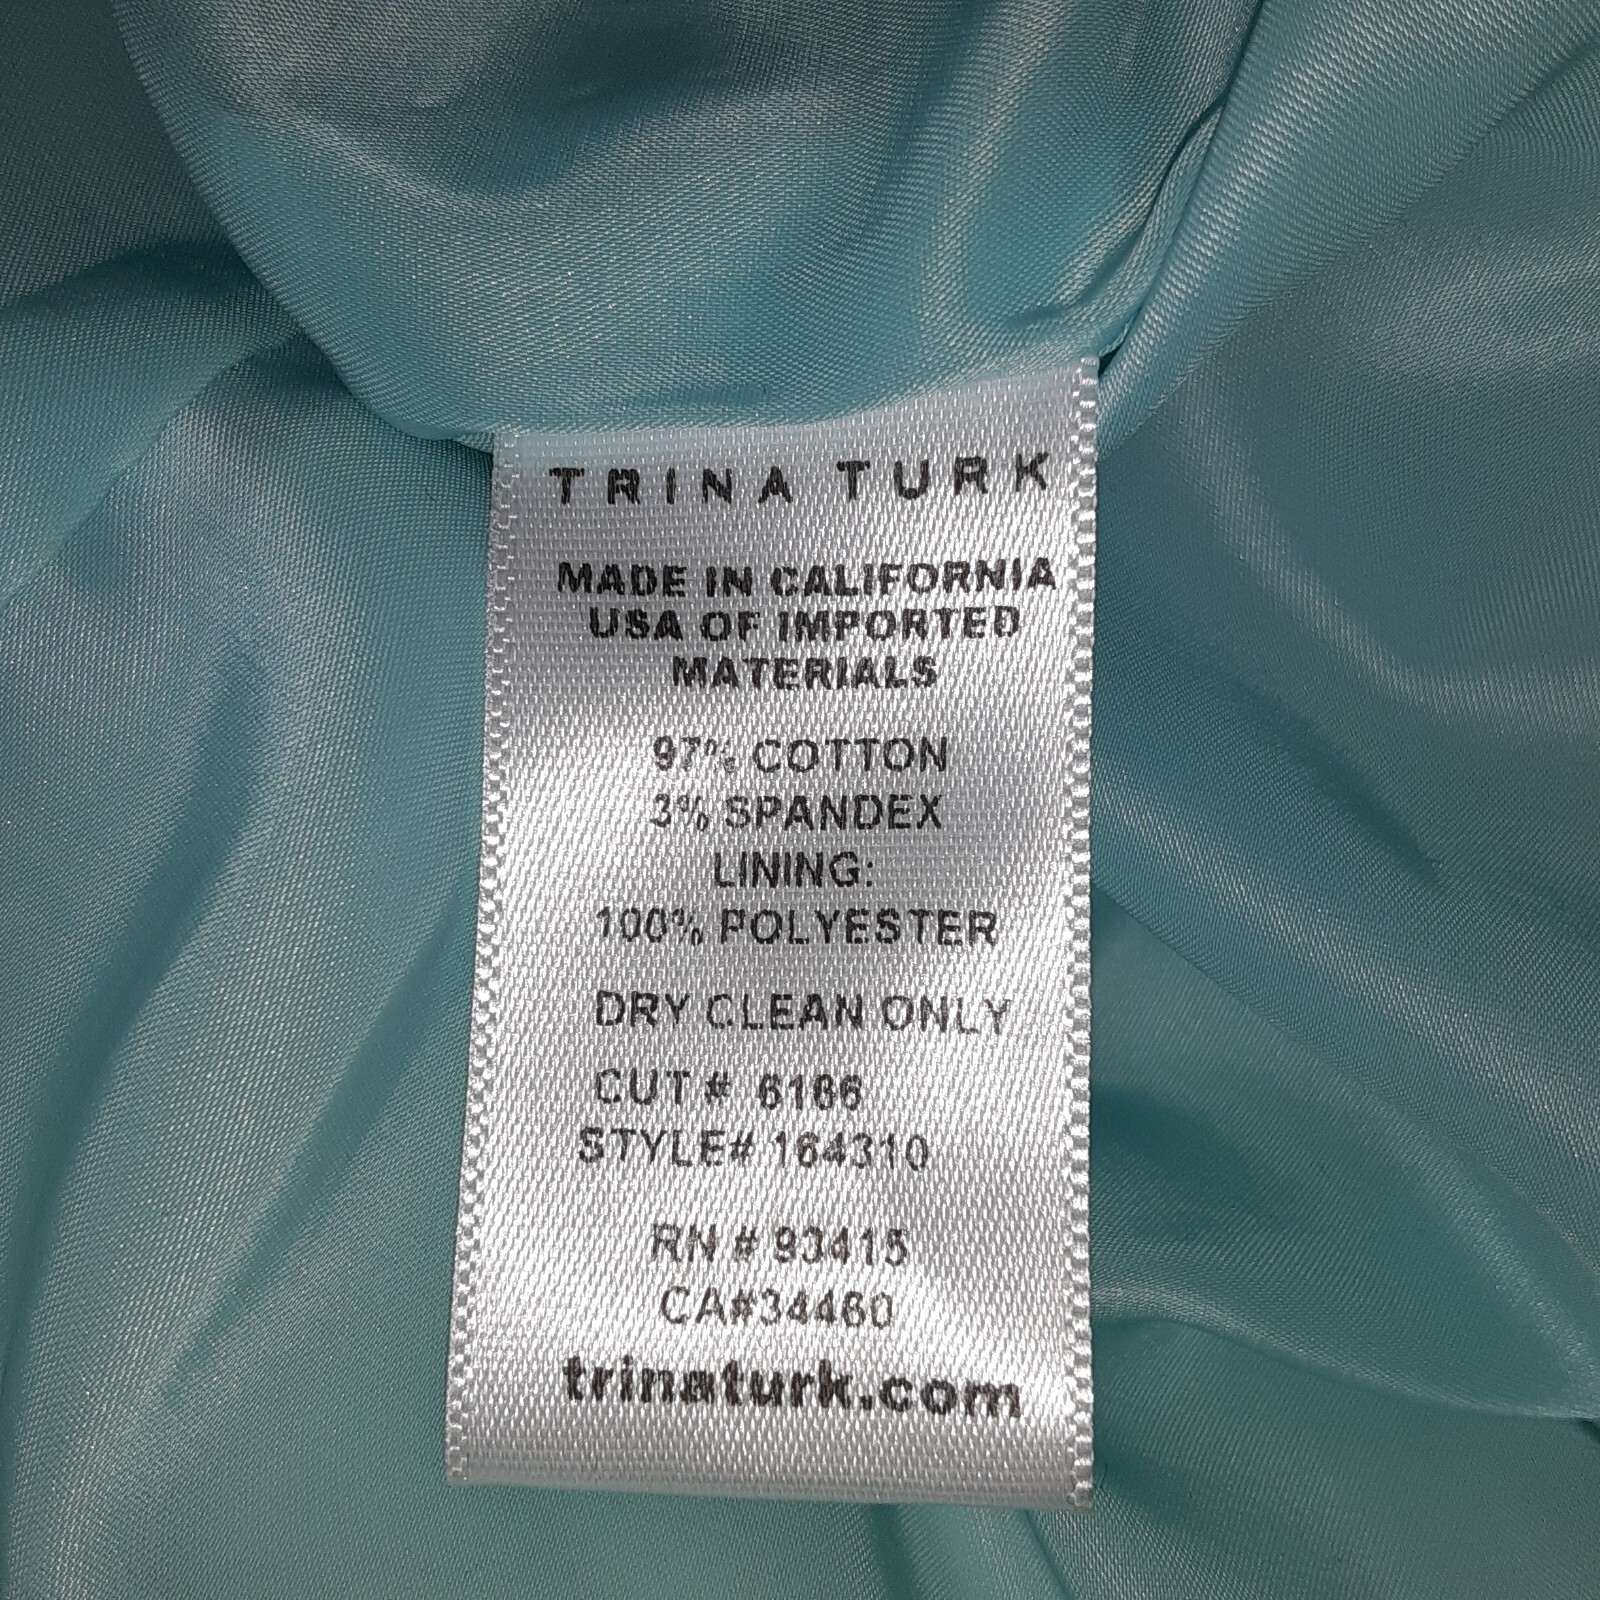 TRINA TURK
MADE IN CALIFORNIA
USA OF IMPORTED
MATERIALS
97% COTTON
3% SPANDEX
LINING:
100% POLYESTER
DRY CLEAN ONLY
CUT # 6186
STYLE# 164310
RN # 93415
CA#34460
trinaturk.com